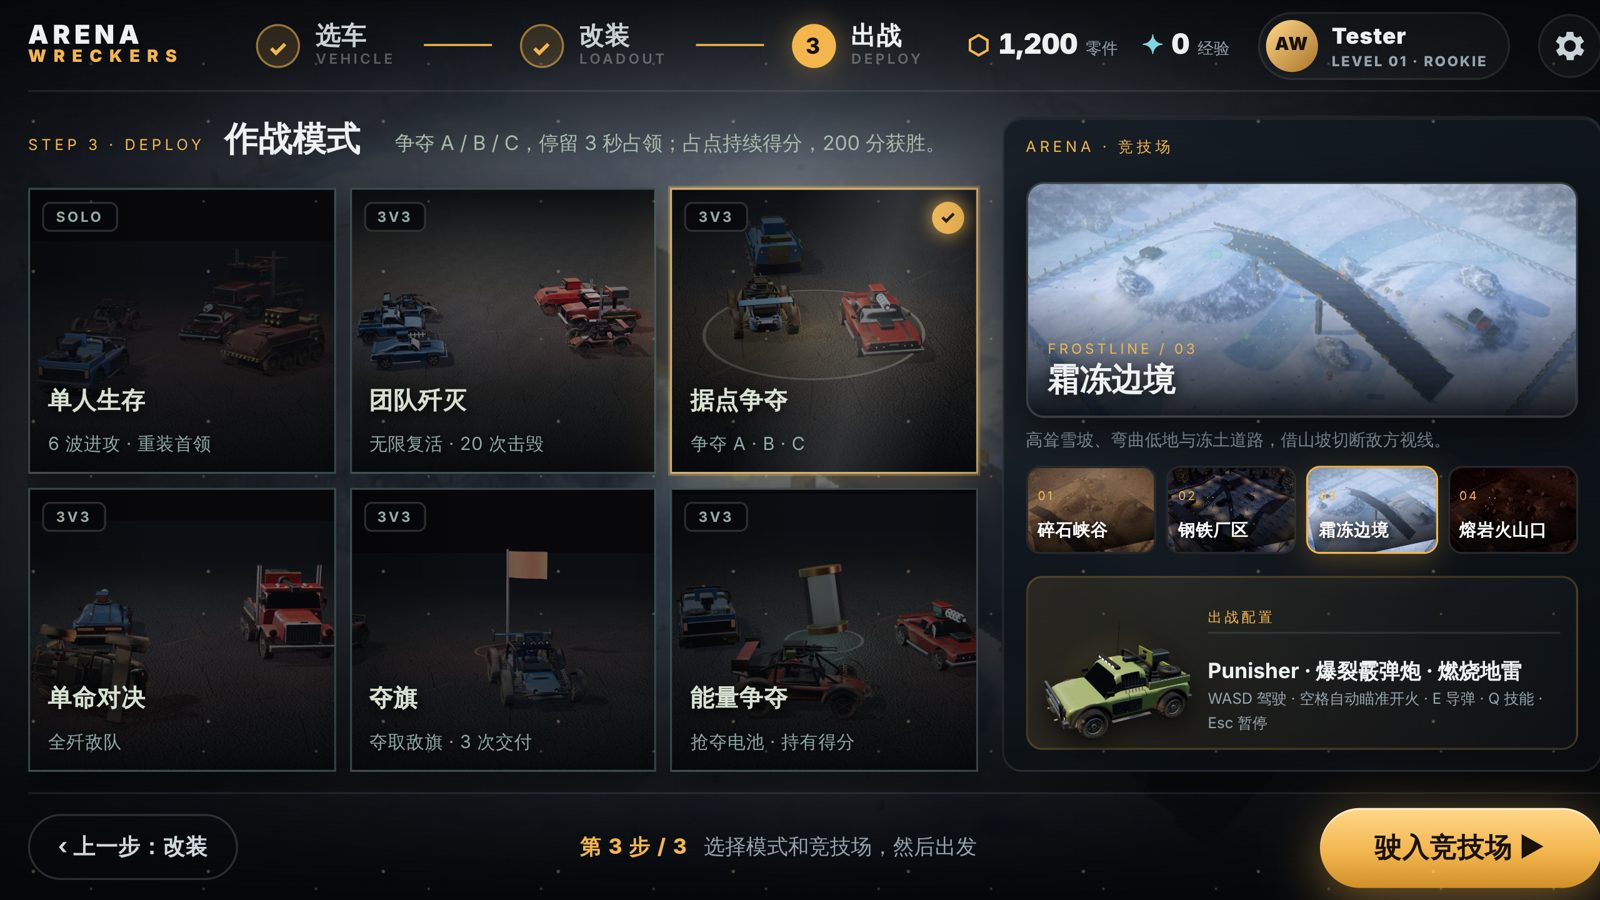 ARENA
WRECKERS
选车
VEHICLE
改装
LOADOUT
3
出战
DEPLOY
1,200 零件
0 经验
AW
Tester
LEVEL 01 · ROOKIE
STEP 3 · DEPLOY
作战模式
争夺 A / B / C，停留 3 秒占领；占点持续得分，200 分获胜。
SOLO
单人生存
6 波进攻 · 重装首领
3V3
团队歼灭
无限复活 · 20 次击毁
3V3
据点争夺
争夺 A · B · C
3V3
单命对决
全歼敌队
3V3
夺旗
夺取敌旗 · 3 次交付
3V3
能量争夺
抢夺电池 · 持有得分
ARENA · 竞技场
FROSTLINE / 03
霜冻边境
高耸雪坡、弯曲低地与冻土道路，借山坡切断敌方视线。
01
碎石峡谷
02
钢铁厂区
03
霜冻边境
04
熔岩火山口
出战配置
Punisher · 爆裂霰弹炮 · 燃烧地雷
WASD 驾驶 · 空格自动瞄准开火 · E 导弹 · Q 技能 ·
Esc 暂停
‹ 上一步：改装
第 3 步 / 3 选择模式和竞技场，然后出发
驶入竞技场 ▶